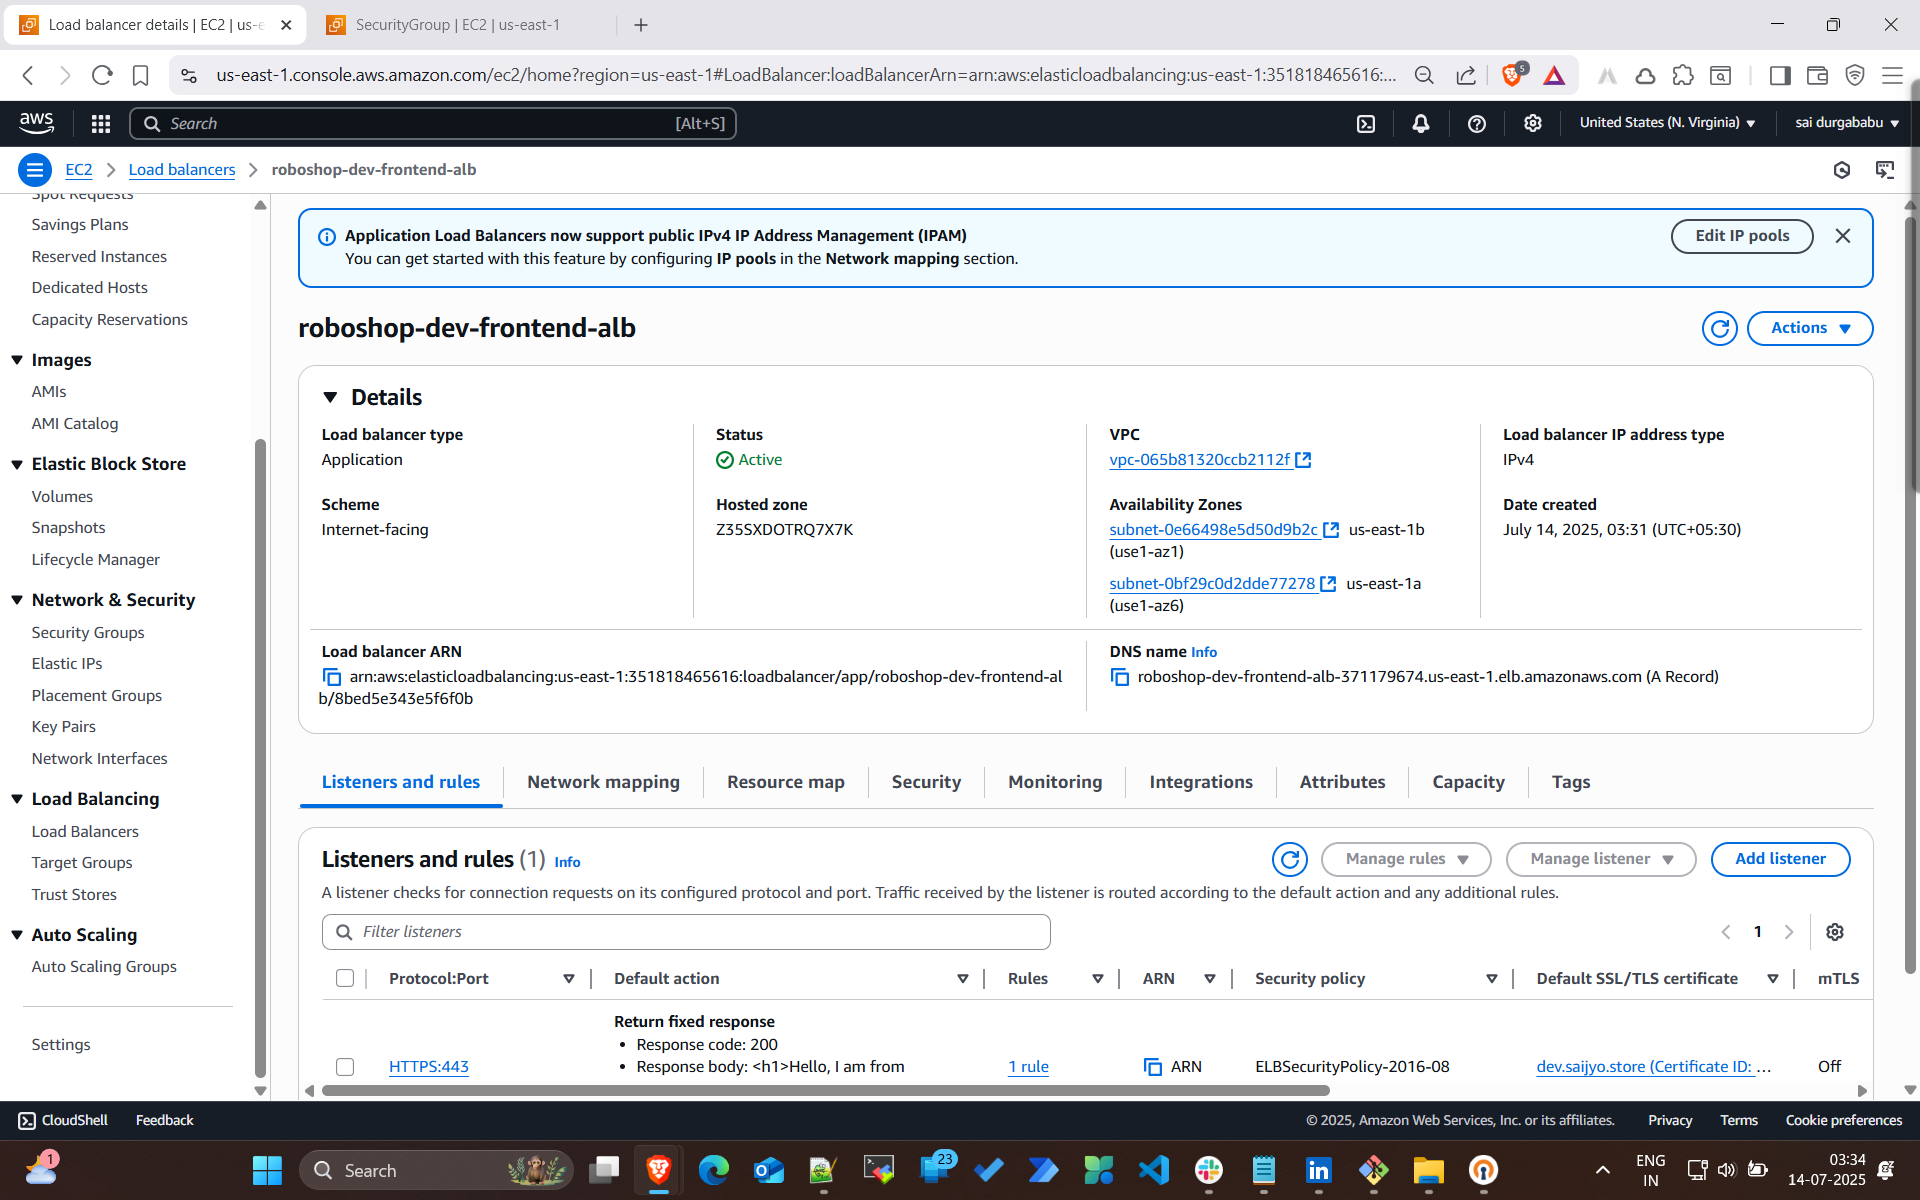 Load balancer details | EC2 | us-e
SecurityGroup | EC2 | us-east-1
us-east-1.console.aws.amazon.com/ec2/home?region=us-east-1#LoadBalancer:loadBalancerArn=arn:aws:elasticloadbalancing:us-east-1:351818465616:...
5
aws
Search
[Alt+S]
United States (N. Virginia)
sai durgababu
EC2
Load balancers
roboshop-dev-frontend-alb
Spot Requests
Savings Plans
Reserved Instances
Dedicated Hosts
Capacity Reservations
Images
AMIs
AMI Catalog
Elastic Block Store
Volumes
Snapshots
Lifecycle Manager
Network & Security
Security Groups
Elastic IPs
Placement Groups
Key Pairs
Network Interfaces
Load Balancing
Load Balancers
Target Groups
Trust Stores
Auto Scaling
Auto Scaling Groups
Settings
Application Load Balancers now support public IPv4 IP Address Management (IPAM)
You can get started with this feature by configuring IP pools in the Network mapping section.
Edit IP pools
roboshop-dev-frontend-alb
Actions
Details
Load balancer type
Application
Status
Active
VPC
vpc-065b81320ccb2112f
Load balancer IP address type
IPv4
Scheme
Internet-facing
Hosted zone
Z35SXDOTRQ7X7K
Availability Zones
subnet-0e66498e5d50d9b2c us-east-1b
(use1-az1)
subnet-0bf29c0d2dde77278 us-east-1a
(use1-az6)
Date created
July 14, 2025, 03:31 (UTC+05:30)
Load balancer ARN
arn:aws:elasticloadbalancing:us-east-1:351818465616:loadbalancer/app/roboshop-dev-frontend-al
b/8bed5e343e5f6f0b
DNS name Info
roboshop-dev-frontend-alb-371179674.us-east-1.elb.amazonaws.com (A Record)
Listeners and rules
Network mapping
Resource map
Security
Monitoring
Integrations
Attributes
Capacity
Tags
Listeners and rules (1) Info
Manage rules
Manage listener
Add listener
A listener checks for connection requests on its configured protocol and port. Traffic received by the listener is routed according to the default action and any additional rules.
Filter listeners
1
Protocol:Port
Default action
Rules
ARN
Security policy
Default SSL/TLS certificate
mTLS
HTTPS:443
Return fixed response
• Response code: 200
• Response body: <h1>Hello, I am from
1 rule
ARN
ELBSecurityPolicy-2016-08
dev.saijyo.store (Certificate ID: ...
Off
CloudShell
Feedback
© 2025, Amazon Web Services, Inc. or its affiliates.
Privacy
Terms
Cookie preferences
1
Search
23
ENG
IN
03:34
14-07-2025